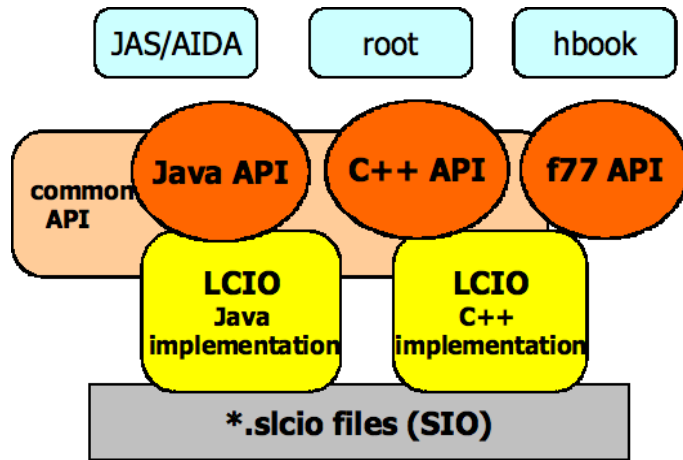 JAS/AIDA
root
hbook
Java API
C++ API
f77 API
common
API
LCIO
Java
implementation
LCIO
C++
implementation
*.slcio files (SIO)